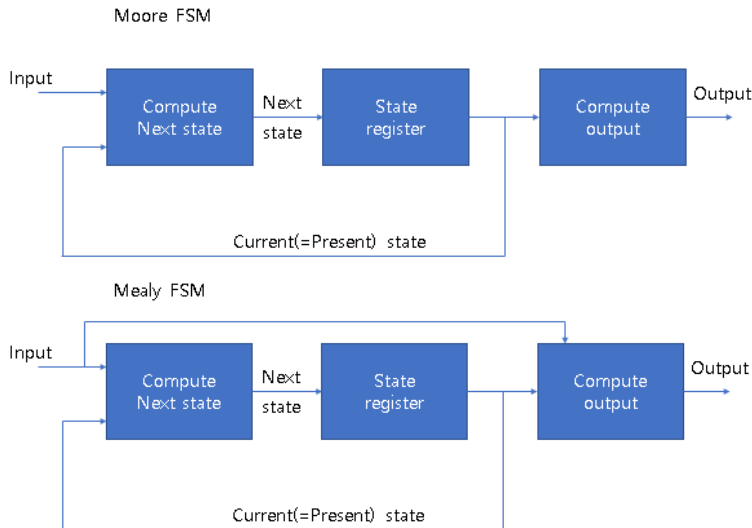 Moore FSM
Input
Compute
Next state
Next
state
State
register
Compute
output
Output
Current(=Present) state
Mealy FSM
Input
Compute
Next state
Next
state
State
register
Compute
output
Output
Current(=Present) state